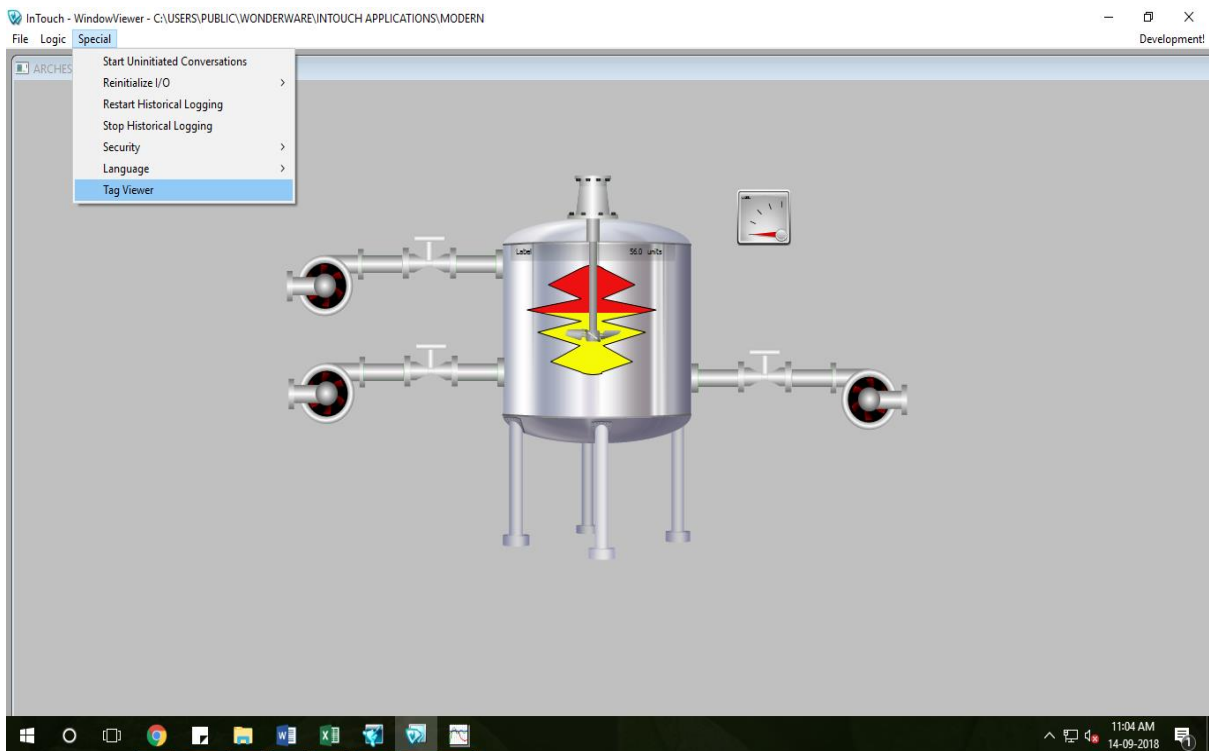 InTouch - WindowViewer - C:\USERS\PUBLIC\WONDERWARE\INTOUCH APPLICATIONS\MODERN
File Logic Special Development!
ARCHES
Start Uninitiated Conversations
Reinitialize I/O
Restart Historical Logging
Stop Historical Logging
Security
Language
Tag Viewer
Label 56.0 units
11:04 AM
14-09-2018